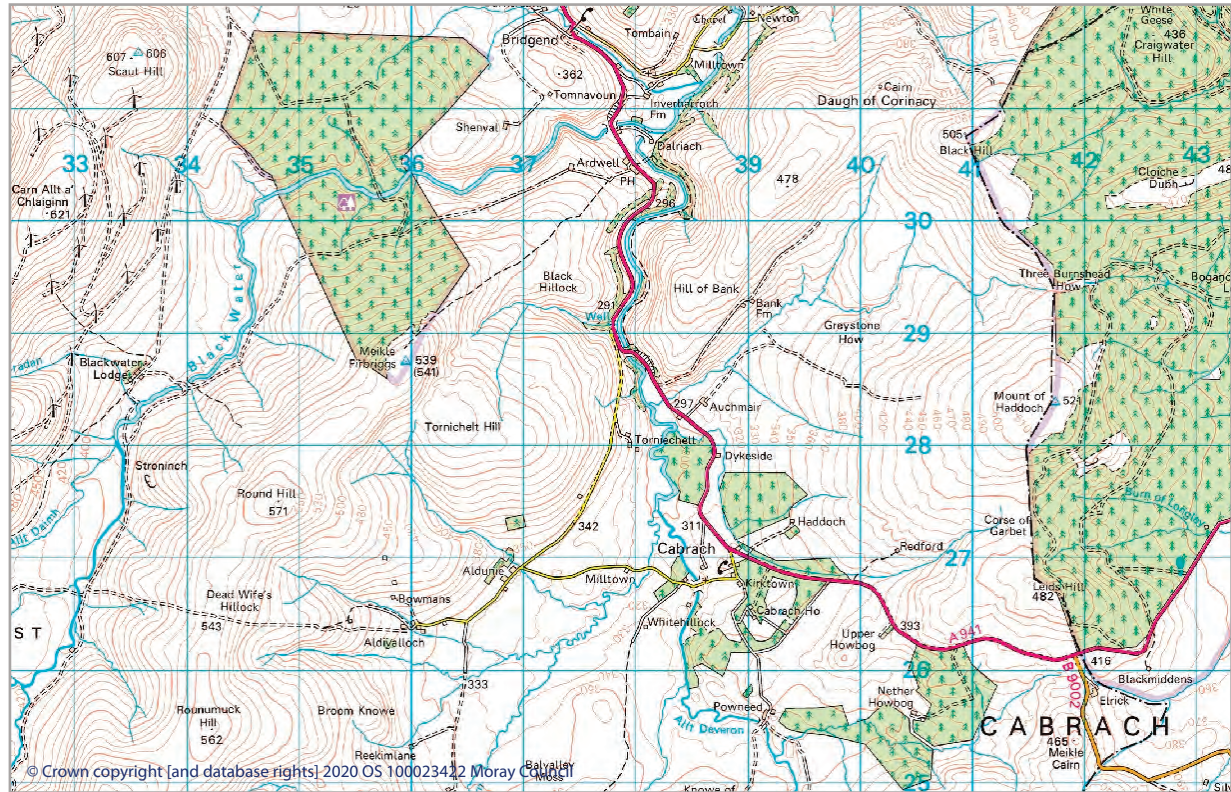 Chapel
Newton
White
Geese
Bridgend
Tombain
436
Craigwater
Hill
607
606
Scaut Hill
362
Milltown
Tomnavoun
Cairn
Daugh of Corinacy
Inverharroch
Fm
Shenval
505
Black Hill
Dalriach
33
34
35
36
37
39
40
41
42
43
Ardwell
PH
478
Cloiche
Dubh
Carn Allt a'
Chlaiginn
621
296
30
Black Water
Three Burnshead
How
Black
Hillock
Hill of Bank
291
Well
Bank
Fm
Greystone
How
29
Meikle
Firbriggs
539
(541)
Blackwater
Lodge
297
Auchmair
Mount of
Haddoch
521
Tornichelt Hill
Torniechelt
28
Dykeside
Stroninch
Round Hill
571
Allt Daimh
342
311
Haddoch
Burn of Longley
Corse of
Garbet
Cabrach
Redford
27
Aldunie
Milltown
Kirktown
Leids Hill
482
Dead Wife's
Hillock
543
Bowmans
Cabrach Ho
Whitehillock
S T
Aldivalloch
Upper
Howbog
393
A 941
26
416
B 9002
Blackmiddens
333
Elrick
Nether
Howbog
Rounumuck
Hill
562
Broom Knowe
Powneed
Allt Deveron
CABRACH
465
Meikle
Cairn
Reekimlane
Balvalley
Moss
25
Knowe of
© Crown copyright [and database rights] 2020 OS 100023422 Moray Council